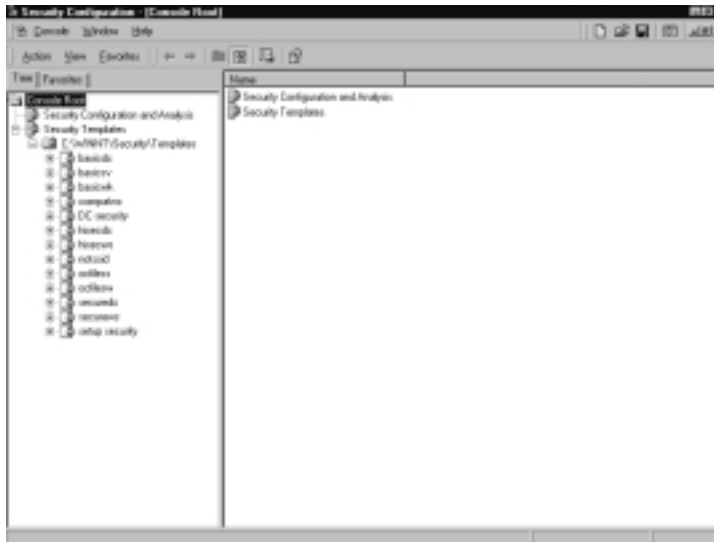 Security Configuration - [Console Root]
Console Window Help
Action View Favorites
Tree Favorites
Name
Console Root
Security Configuration and Analysis
Security Templates
C:\WINNT\Security\Templates
basicdc
basicsv
basicwk
compatws
DC security
hisecdc
hisecws
notssid
ocfiless
ocfilesw
securedc
securews
setup security
Security Configuration and Analysis
Security Templates